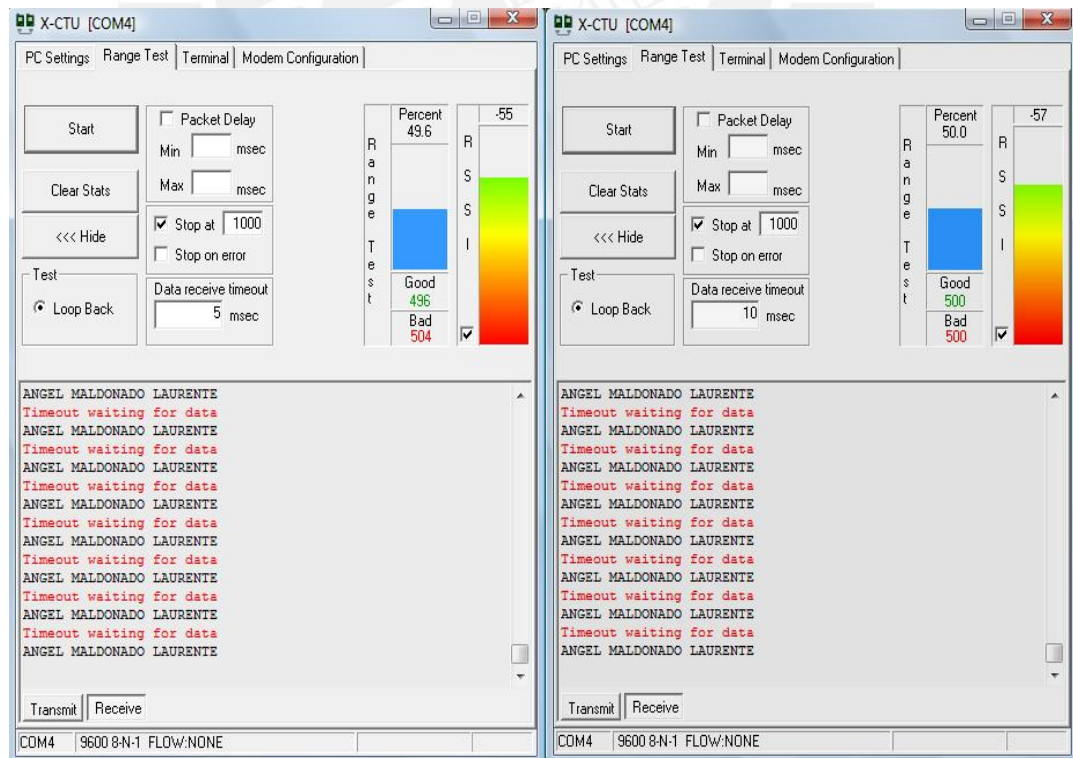 X-CTU [COM4]
PC Settings Range Test Terminal Modem Configuration
Start
Clear Stats
<<< Hide
Test
Loop Back
Packet Delay
Min msec
Max msec
Stop at 1000
Stop on error
Data receive timeout
5 msec
Range Test
Percent
49.6
Good
496
Bad
504
RSSI
-55
ANGEL MALDONADO LAURENTE
Timeout waiting for data
ANGEL MALDONADO LAURENTE
Timeout waiting for data
ANGEL MALDONADO LAURENTE
Timeout waiting for data
ANGEL MALDONADO LAURENTE
Timeout waiting for data
ANGEL MALDONADO LAURENTE
Timeout waiting for data
ANGEL MALDONADO LAURENTE
Timeout waiting for data
ANGEL MALDONADO LAURENTE
Timeout waiting for data
ANGEL MALDONADO LAURENTE
Transmit Receive
COM4 9600 8-N-1 FLOW:NONE
X-CTU [COM4]
PC Settings Range Test Terminal Modem Configuration
Start
Clear Stats
<<< Hide
Test
Loop Back
Packet Delay
Min msec
Max msec
Stop at 1000
Stop on error
Data receive timeout
10 msec
Range Test
Percent
50.0
Good
500
Bad
500
RSSI
-57
ANGEL MALDONADO LAURENTE
Timeout waiting for data
ANGEL MALDONADO LAURENTE
Timeout waiting for data
ANGEL MALDONADO LAURENTE
Timeout waiting for data
ANGEL MALDONADO LAURENTE
Timeout waiting for data
ANGEL MALDONADO LAURENTE
Timeout waiting for data
ANGEL MALDONADO LAURENTE
Timeout waiting for data
ANGEL MALDONADO LAURENTE
Timeout waiting for data
ANGEL MALDONADO LAURENTE
Transmit Receive
COM4 9600 8-N-1 FLOW:NONE